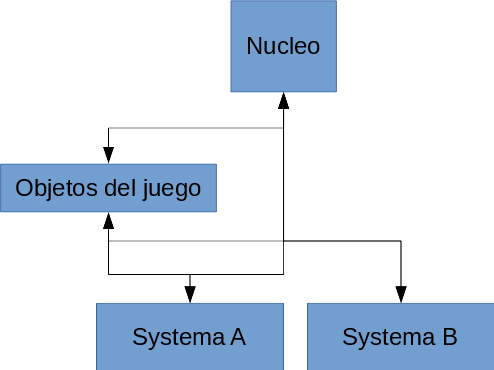 Nucleo
Objetos del juego
Systema A
Systema B